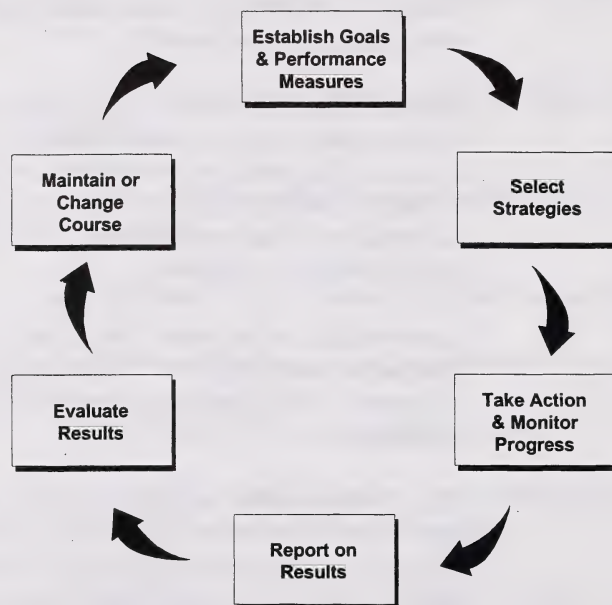 Establish Goals
& Performance
Measures
Select
Strategies
Take Action
& Monitor
Progress
Report on
Results
Evaluate
Results
Maintain or
Change
Course